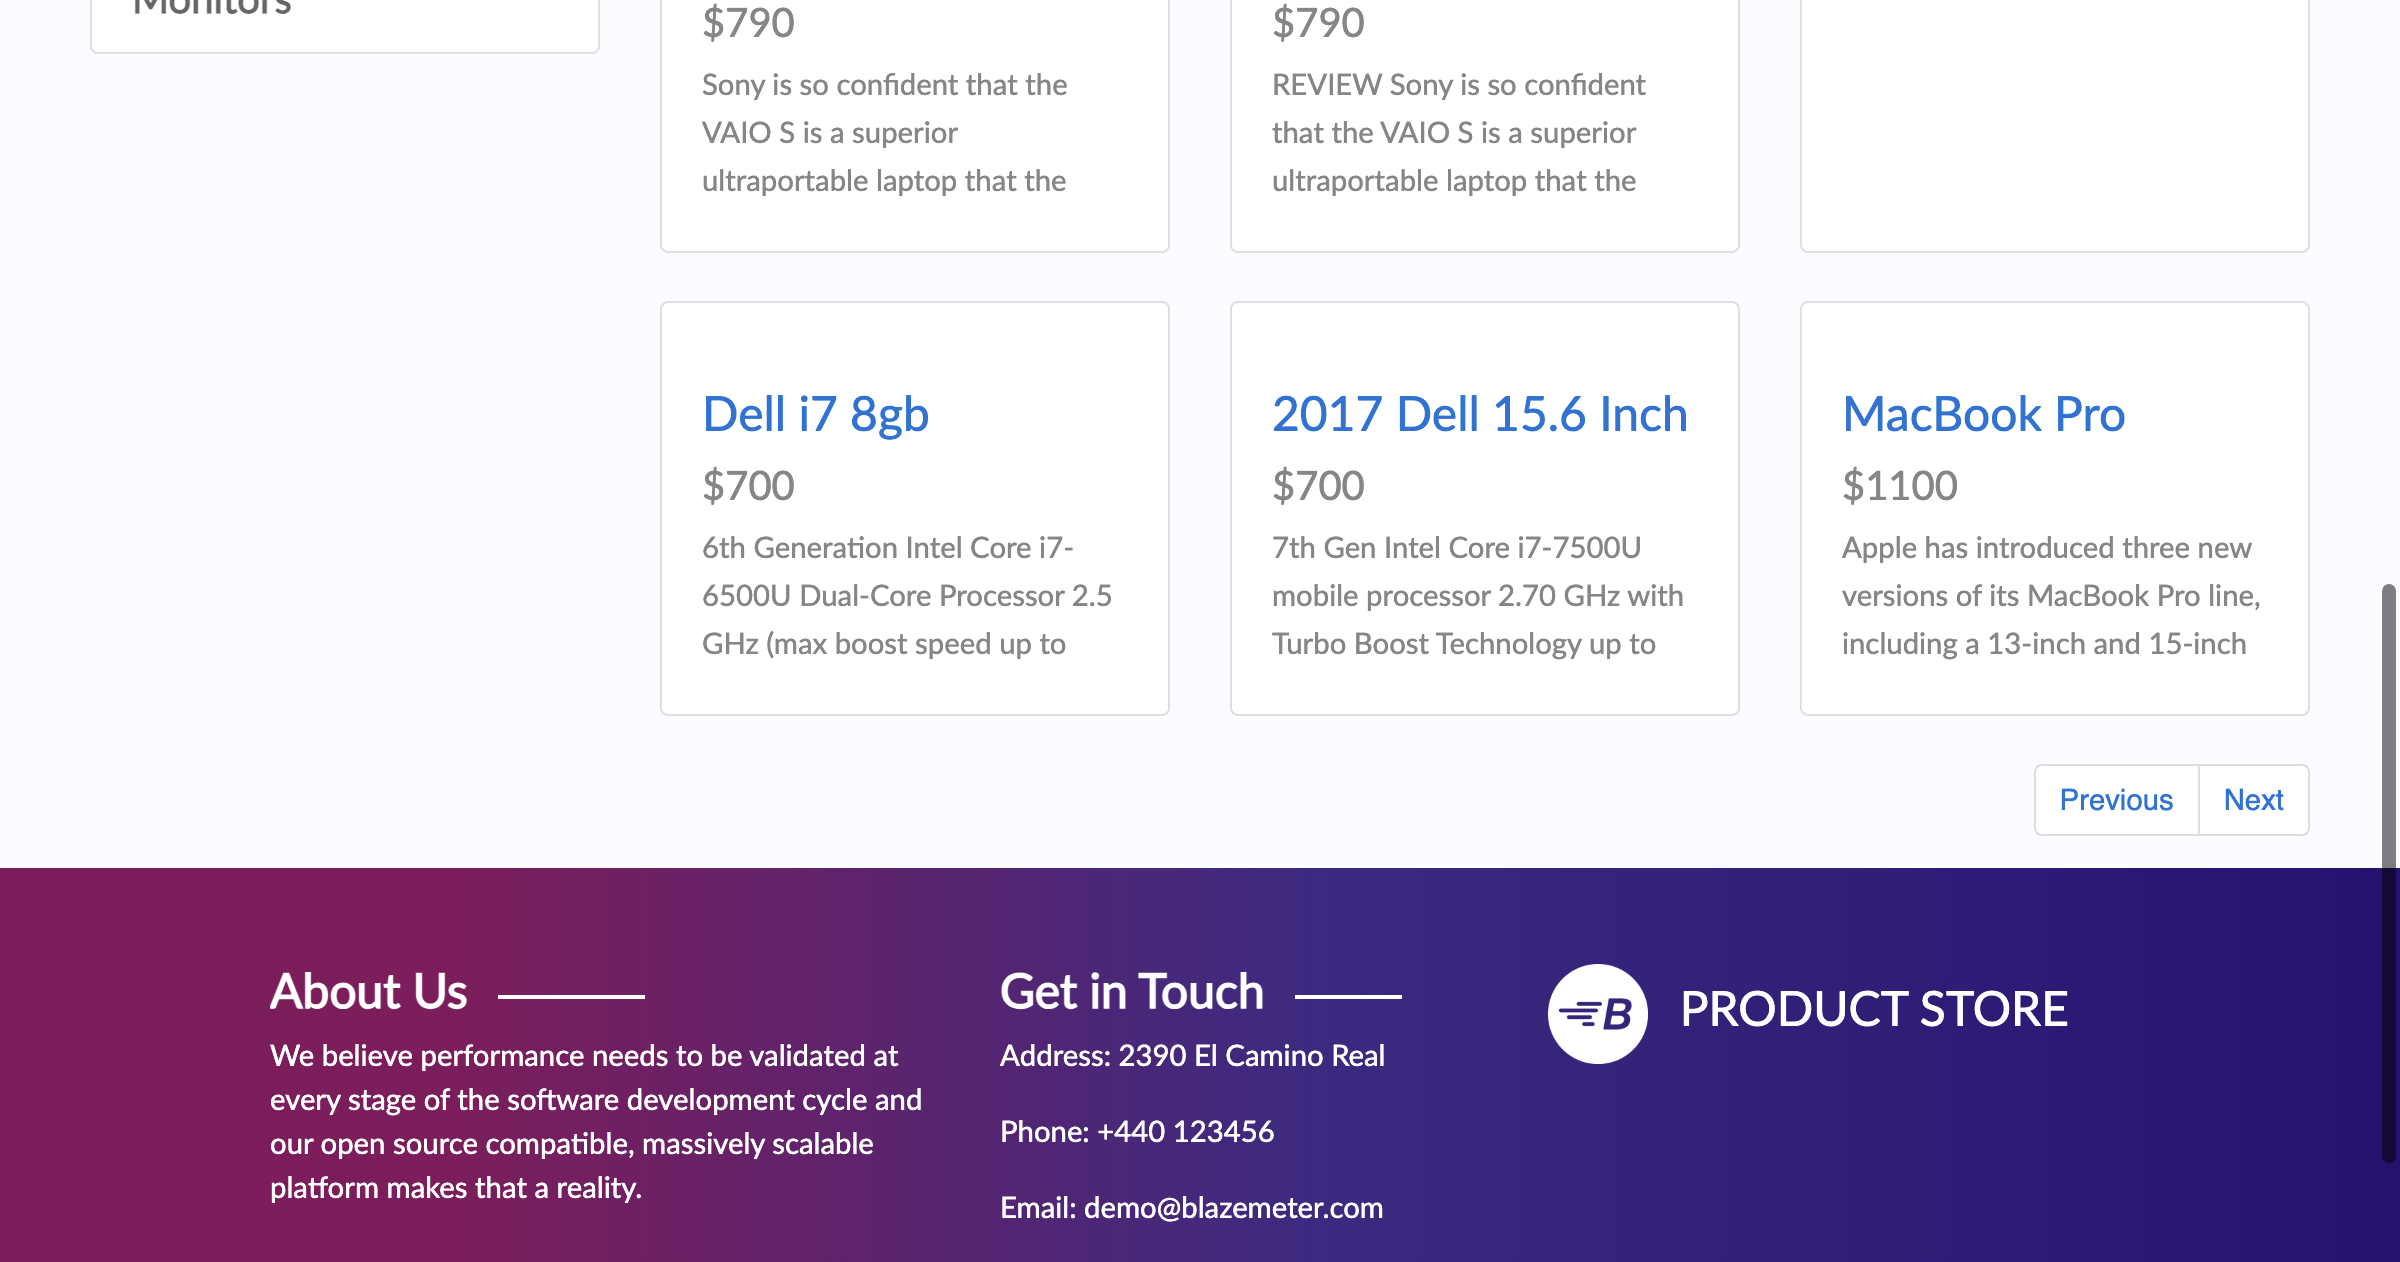 Monitors
$790
Sony is so confident that the
VAIO S is a superior
ultraportable laptop that the
$790
REVIEW Sony is so confident
that the VAIO S is a superior
ultraportable laptop that the
Dell i7 8gb
$700
6th Generation Intel Core i7-
6500U Dual-Core Processor 2.5
GHz (max boost speed up to
2017 Dell 15.6 Inch
$700
7th Gen Intel Core i7-7500U
mobile processor 2.70 GHz with
Turbo Boost Technology up to
MacBook Pro
$1100
Apple has introduced three new
versions of its MacBook Pro line,
including a 13-inch and 15-inch
Previous
Next
About Us
We believe performance needs to be validated at
every stage of the software development cycle and
our open source compatible, massively scalable
platform makes that a reality.
Get in Touch
Address: 2390 El Camino Real
Phone: +440 123456
Email: demo@blazemeter.com
B
PRODUCT STORE